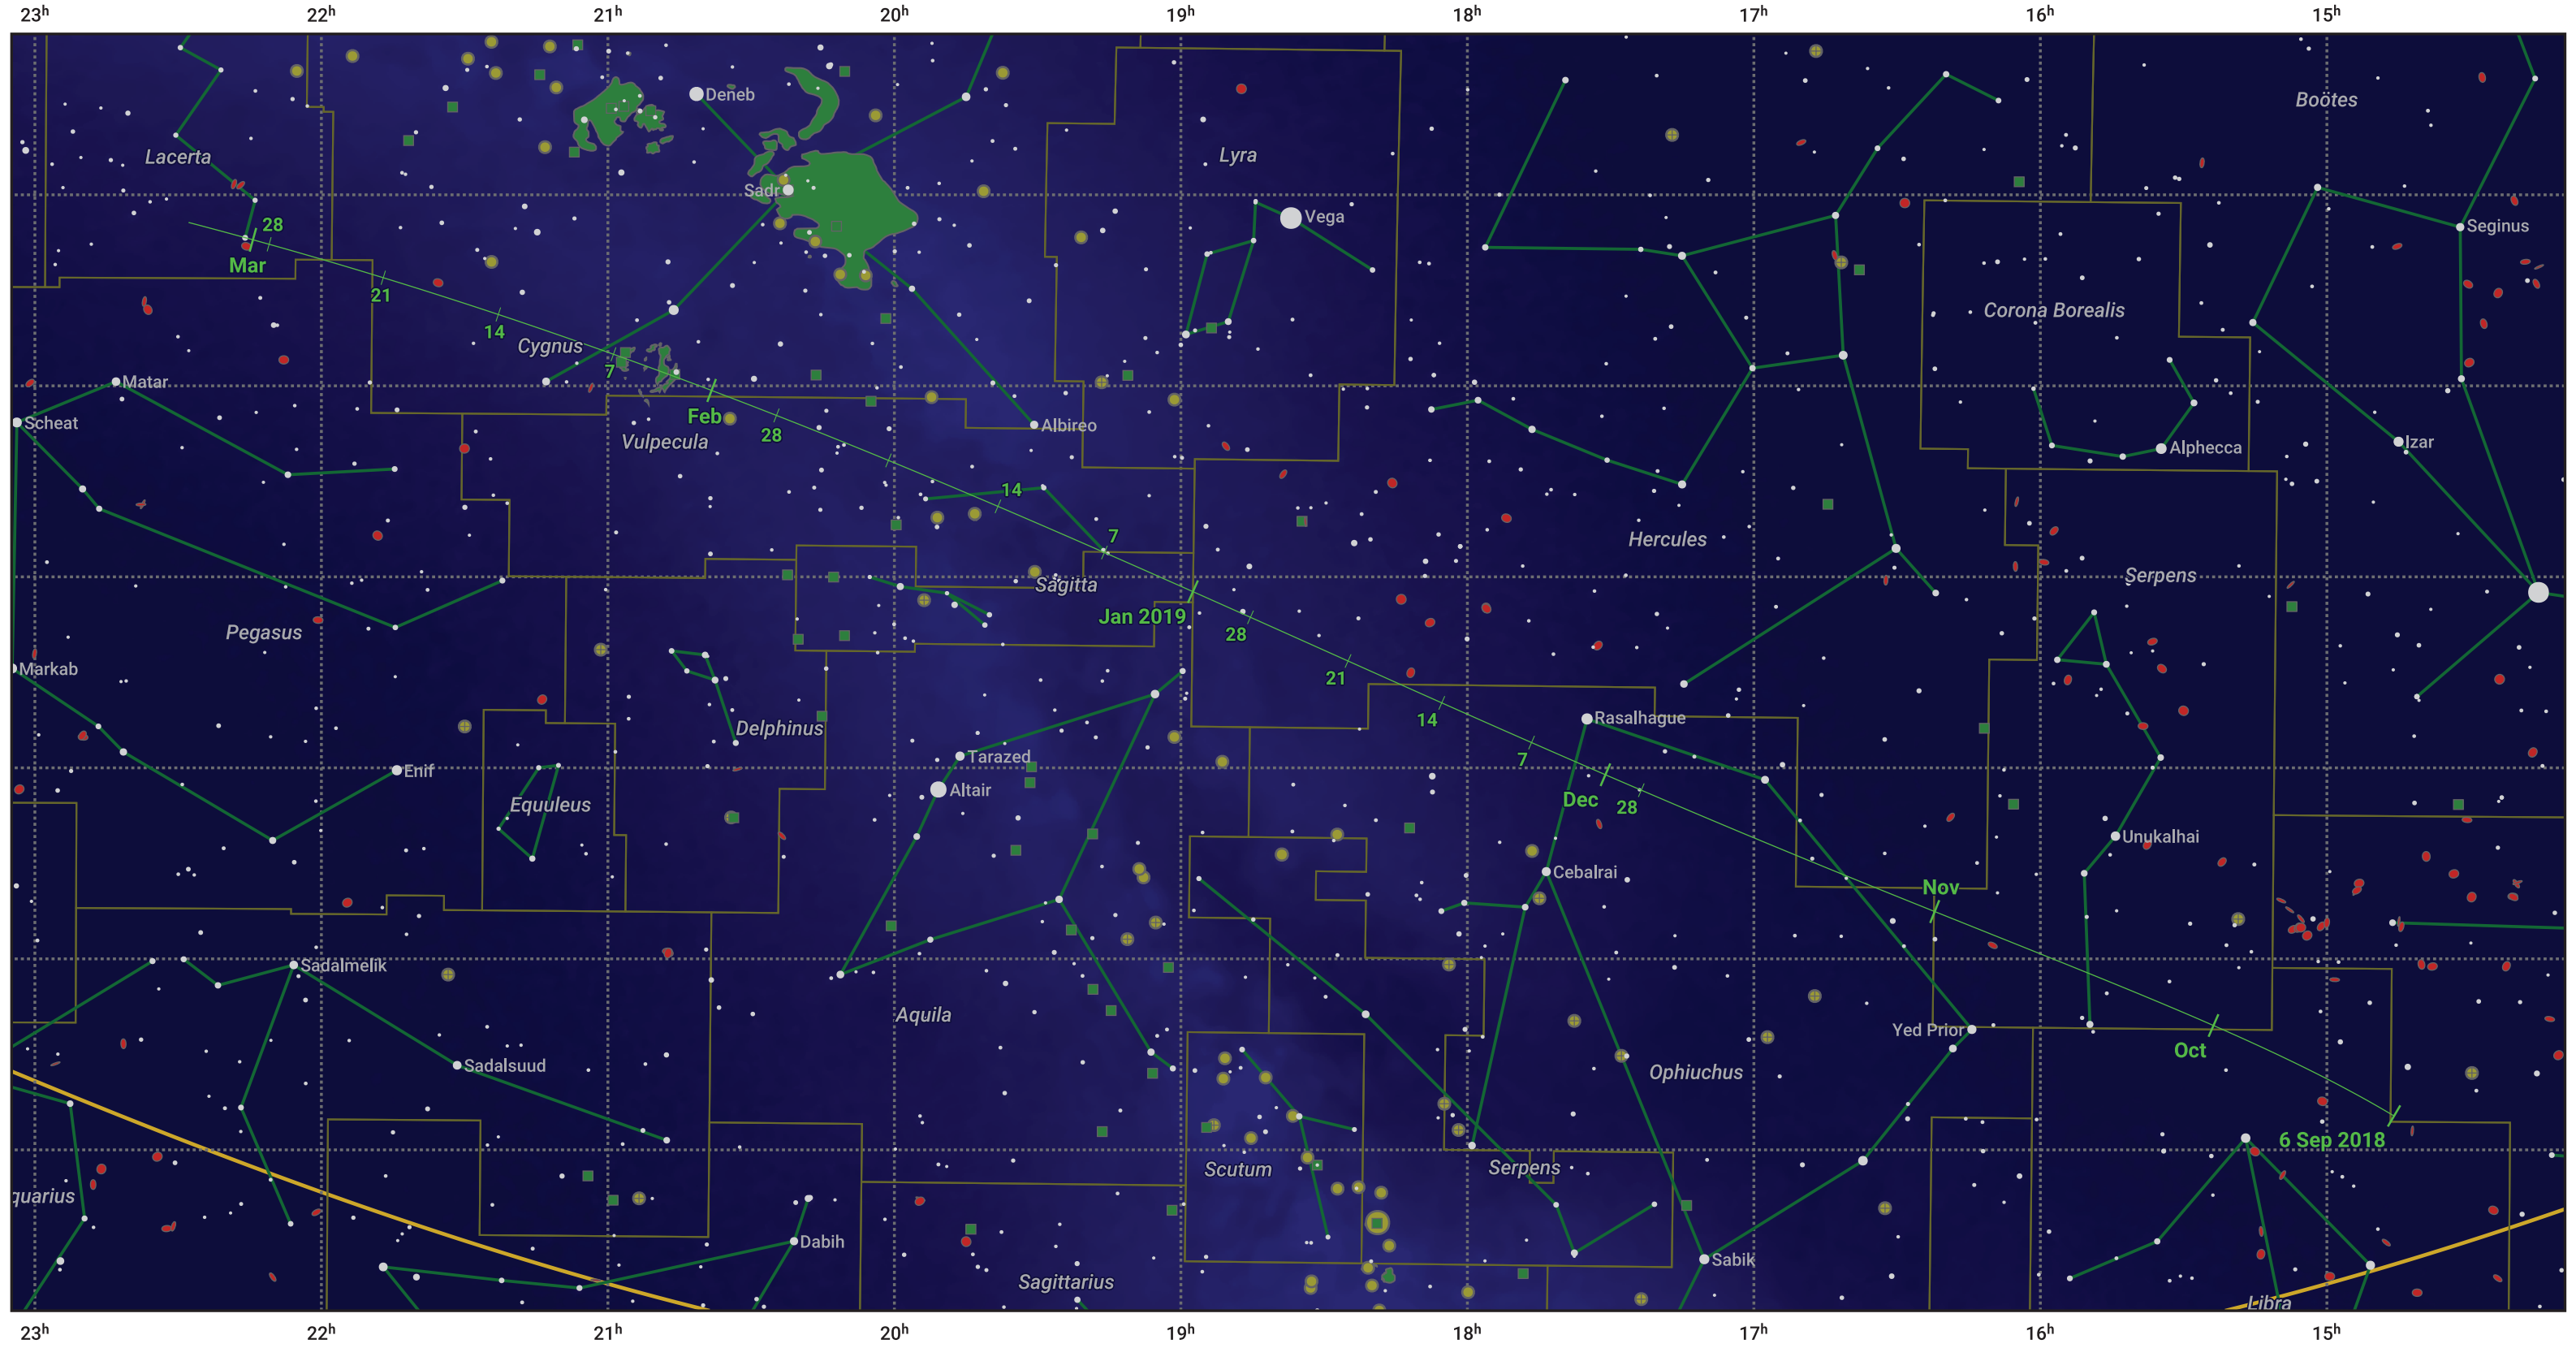 23h 22h 21h 20h 19h 18h 17h 16h 15h
Deneb
Boötes
Lacerta
Lyra
Sadr
Vega
28
Seginus
Mar
21
Corona Borealis
14
Cygnus
7
Matar
Feb
Scheat
28
Albireo
Vulpecula
Izar
Alphecca
14
7
Hercules
Serpens
Sagitta
Jan 2019
28
Pegasus
Markab
21
14
Rasalhague
Delphinus
7
Tarazed
Enif
Altair
Dec
28
Equuleus
Unukalhai
Cebalrai
Nov
Sadalmelik
Aquila
Yed Prior
Oct
Sadalsuud
Ophiuchus
6 Sep 2018
Scutum
Serpens
quarius
Dabih
Sabik
Sagittarius
Libra
23h 22h 21h 20h 19h 18h 17h 16h 15h